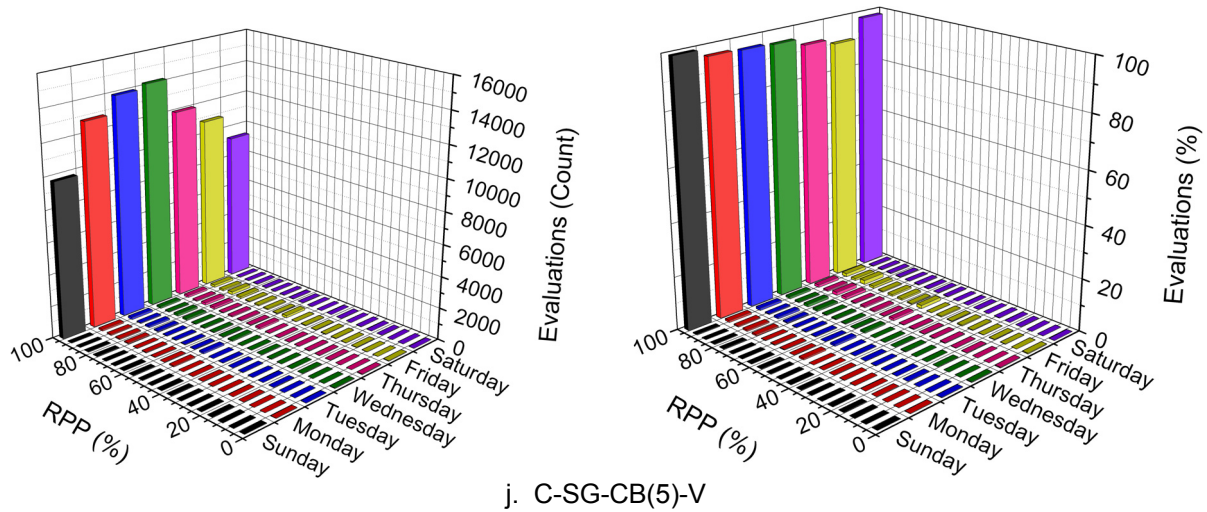 16000
14000
12000
10000
8000
6000
4000
2000
0
Evaluations (Count)
100
80
60
40
20
0
RPP (%)
Saturday
Friday
Thursday
Wednesday
Tuesday
Monday
Sunday
100
80
60
40
20
0
Evaluations (%)
100
80
60
40
20
0
RPP (%)
Saturday
Friday
Thursday
Wednesday
Tuesday
Monday
Sunday
j. C-SG-CB(5)-V